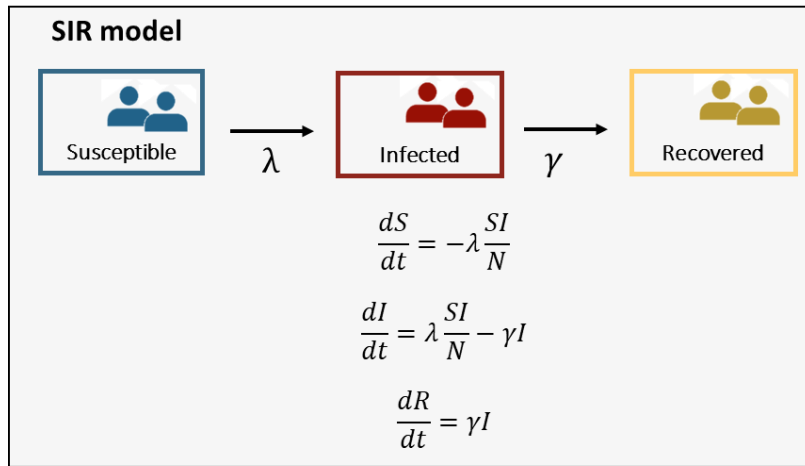 SIR model
Susceptible
Infected
Recovered
λ
γ
dS/dt = −λ SI/N
dI/dt = λ SI/N − γI
dR/dt = γI